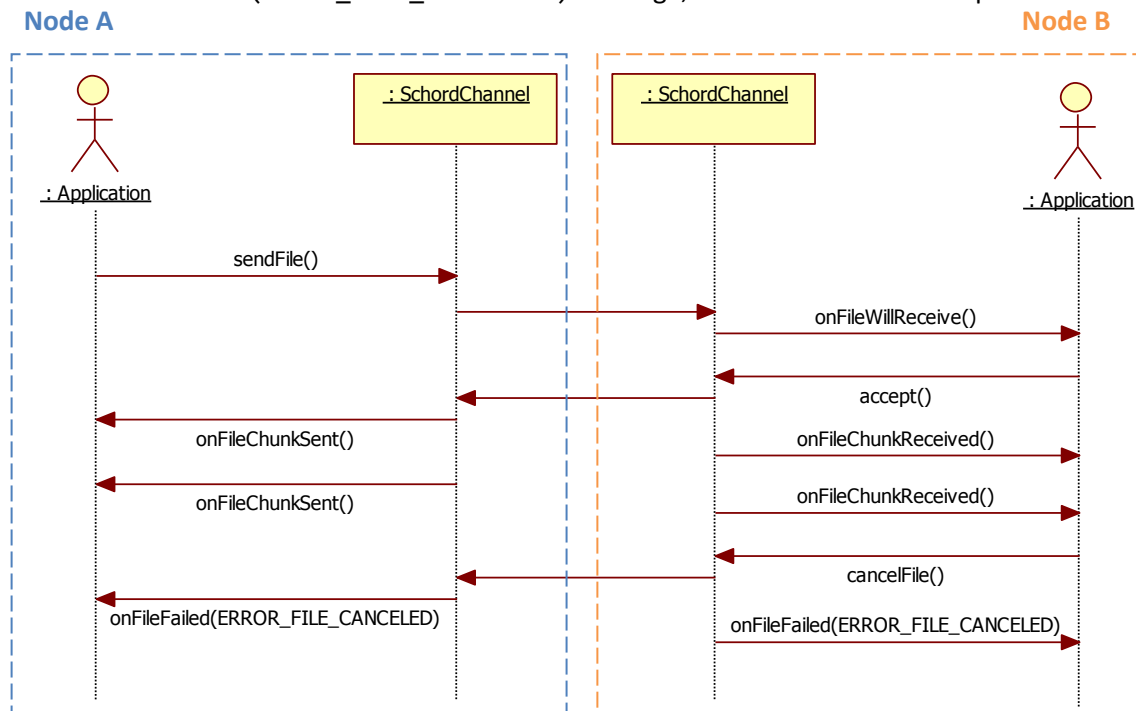 Node A
Node B
: SchordChannel
: SchordChannel
: Application
: Application
sendFile()
onFileWillReceive()
accept()
onFileChunkSent()
onFileChunkReceived()
onFileChunkSent()
onFileChunkReceived()
cancelFile()
onFileFailed(ERROR_FILE_CANCELED)
onFileFailed(ERROR_FILE_CANCELED)